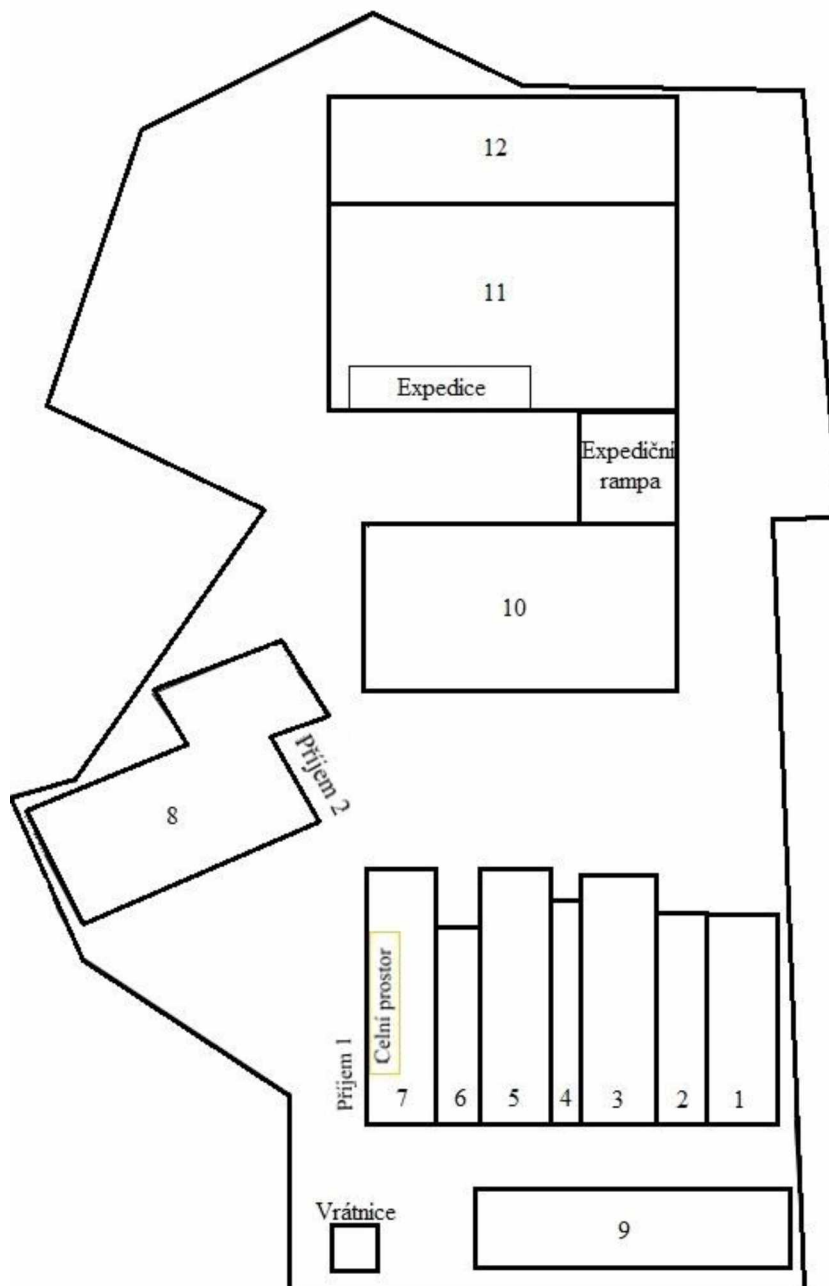 12
11
Expedice
Expediční
rampa
10
Příjem 2
8
Celní prostor
Příjem 1
7
6
5
4
3
2
1
Vrátnice
9